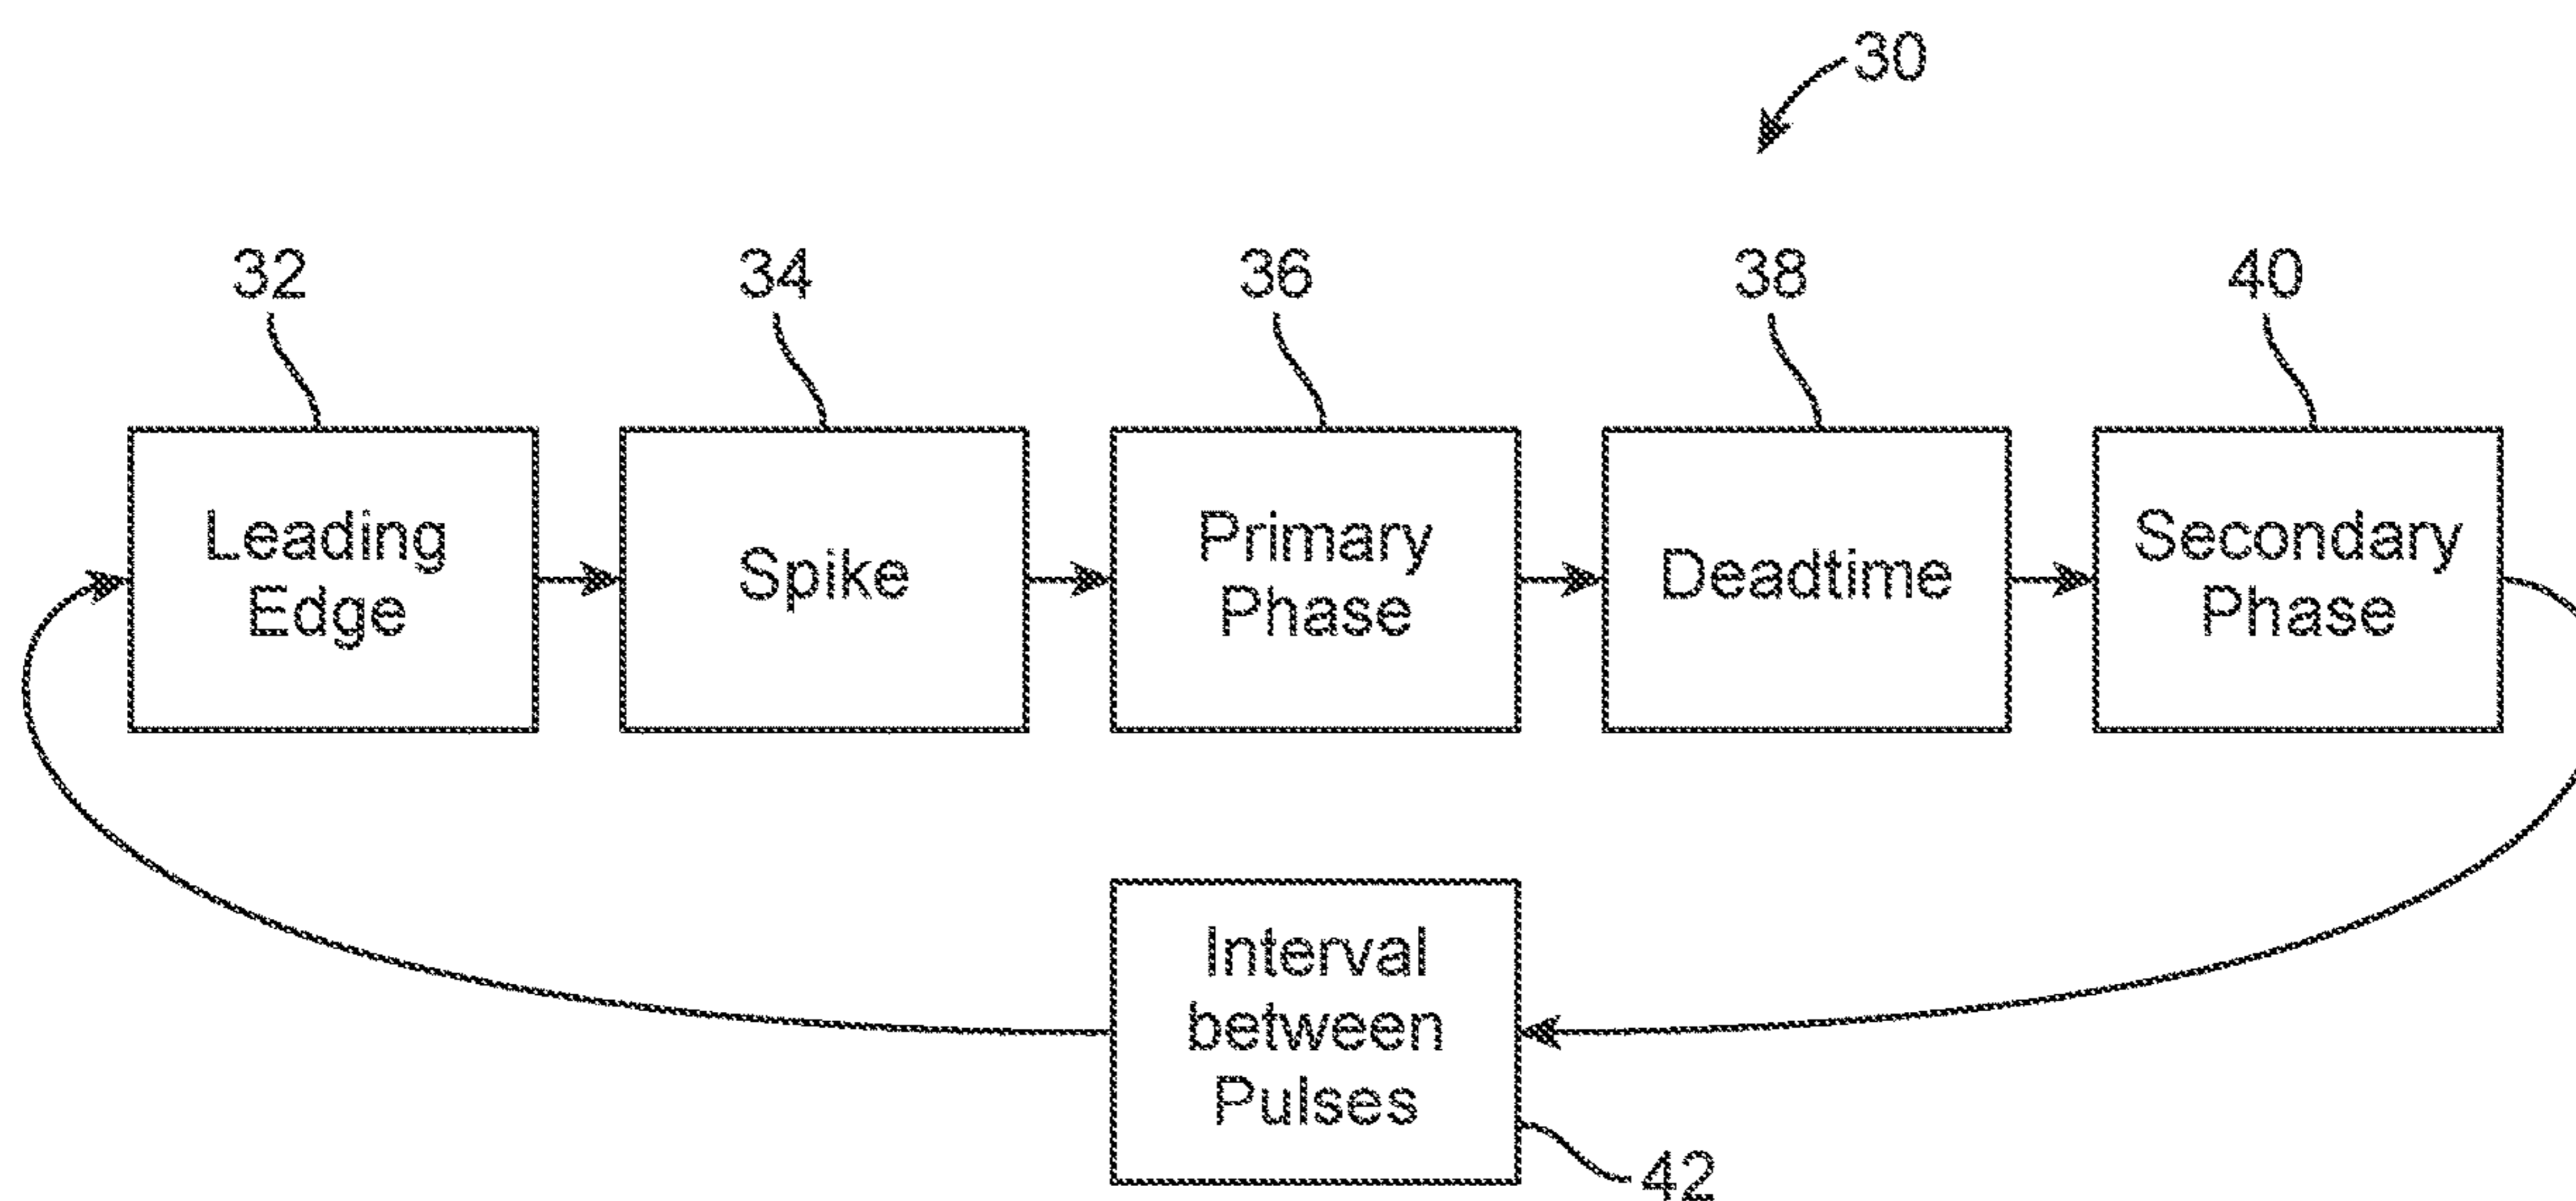 30
32
34
36
38
40
Leading
Edge
Spike
Primary
Phase
Deadtime
Secondary
Phase
Interval
between
Pulses
42